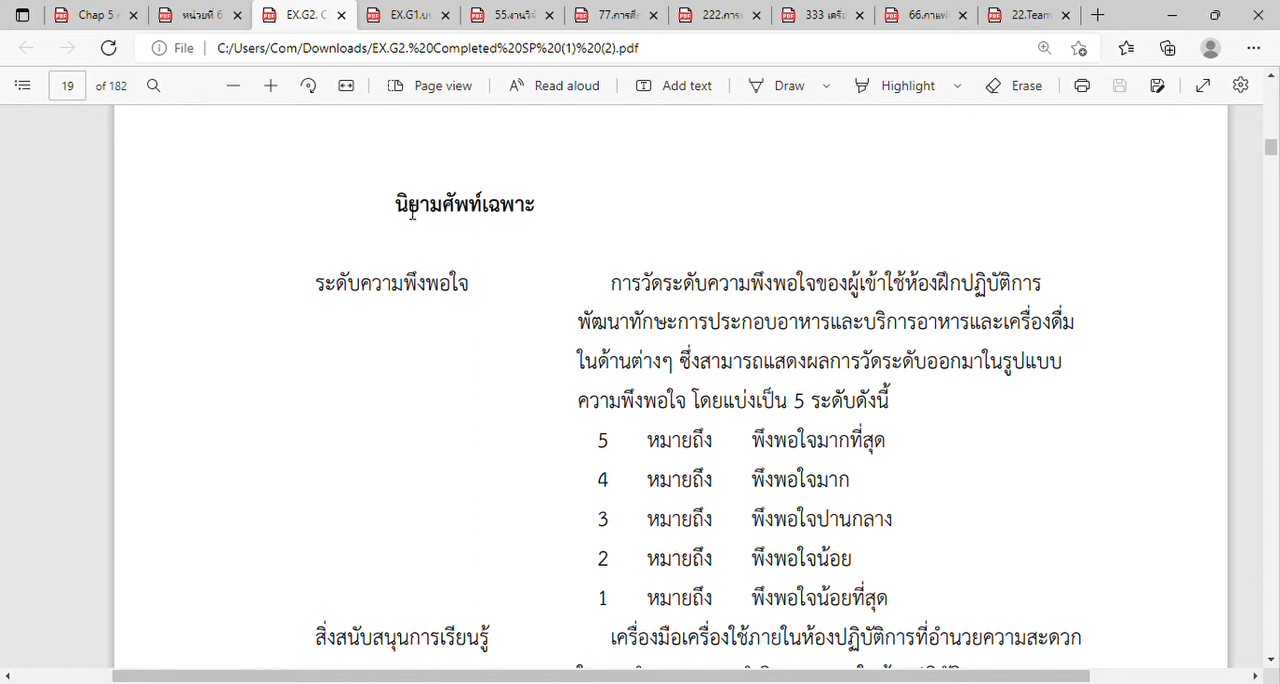 Chap 5 หน่วยที่ 6 EX.G2. C EX.G1. 55.งานวิจั 77.การศึ 222.การ 333 เครื่อ 66.กาแฟ 22.Team
File C:/Users/Com/Downloads/EX.G2.%20Completed%20SP%20(1)%20(2).pdf
19 of 182 Page view Read aloud Add text Draw Highlight Erase
นิยามศัพท์เฉพาะ
ระดับความพึงพอใจ การวัดระดับความพึงพอใจของผู้เข้าใช้ห้องฝึกปฏิบัติการ
พัฒนาทักษะการประกอบอาหารและบริการอาหารและเครื่องดื่ม
ในด้านต่างๆ ซึ่งสามารถแสดงผลการวัดระดับออกมาในรูปแบบ
ความพึงพอใจ โดยแบ่งเป็น 5 ระดับดังนี้
5 หมายถึง พึงพอใจมากที่สุด
4 หมายถึง พึงพอใจมาก
3 หมายถึง พึงพอใจปานกลาง
2 หมายถึง พึงพอใจน้อย
1 หมายถึง พึงพอใจน้อยที่สุด
สิ่งสนับสนุนการเรียนรู้ เครื่องมือเครื่องใช้ภายในห้องปฏิบัติการที่อำนวยความสะดวก